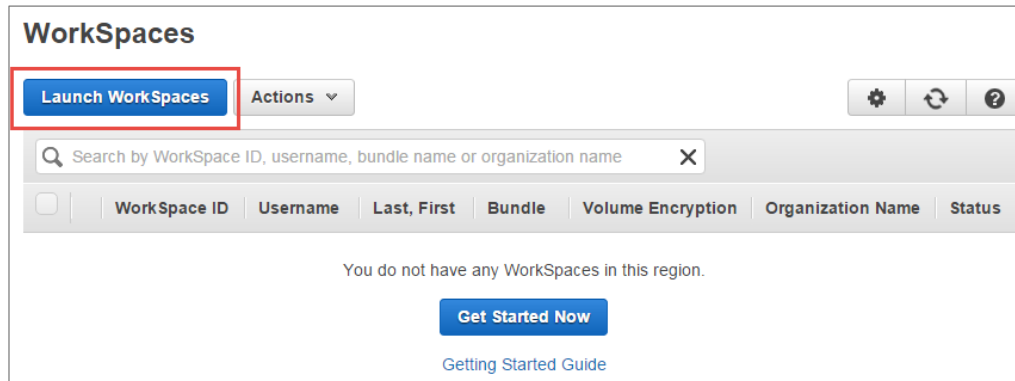 WorkSpaces
Launch WorkSpaces Actions
Search by WorkSpace ID, username, bundle name or organization name
WorkSpace ID Username Last, First Bundle Volume Encryption Organization Name Status
You do not have any WorkSpaces in this region.
Get Started Now
Getting Started Guide